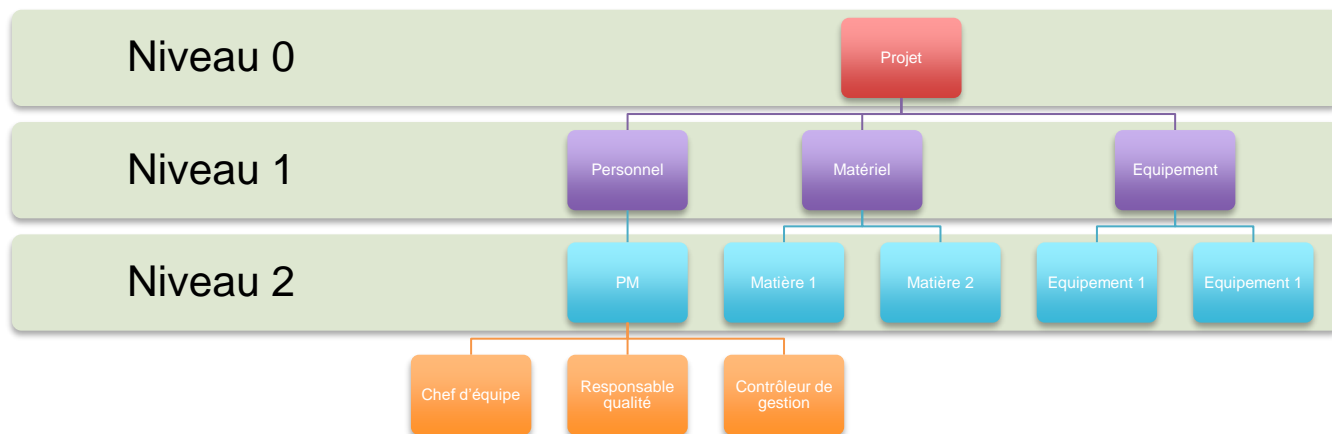 Niveau 0
Projet
Niveau 1
Personnel
Matériel
Equipement
Niveau 2
PM
Matière 1
Matière 2
Equipement 1
Equipement 1
Chef d'équipe
Responsable
qualité
Contrôleur de
gestion